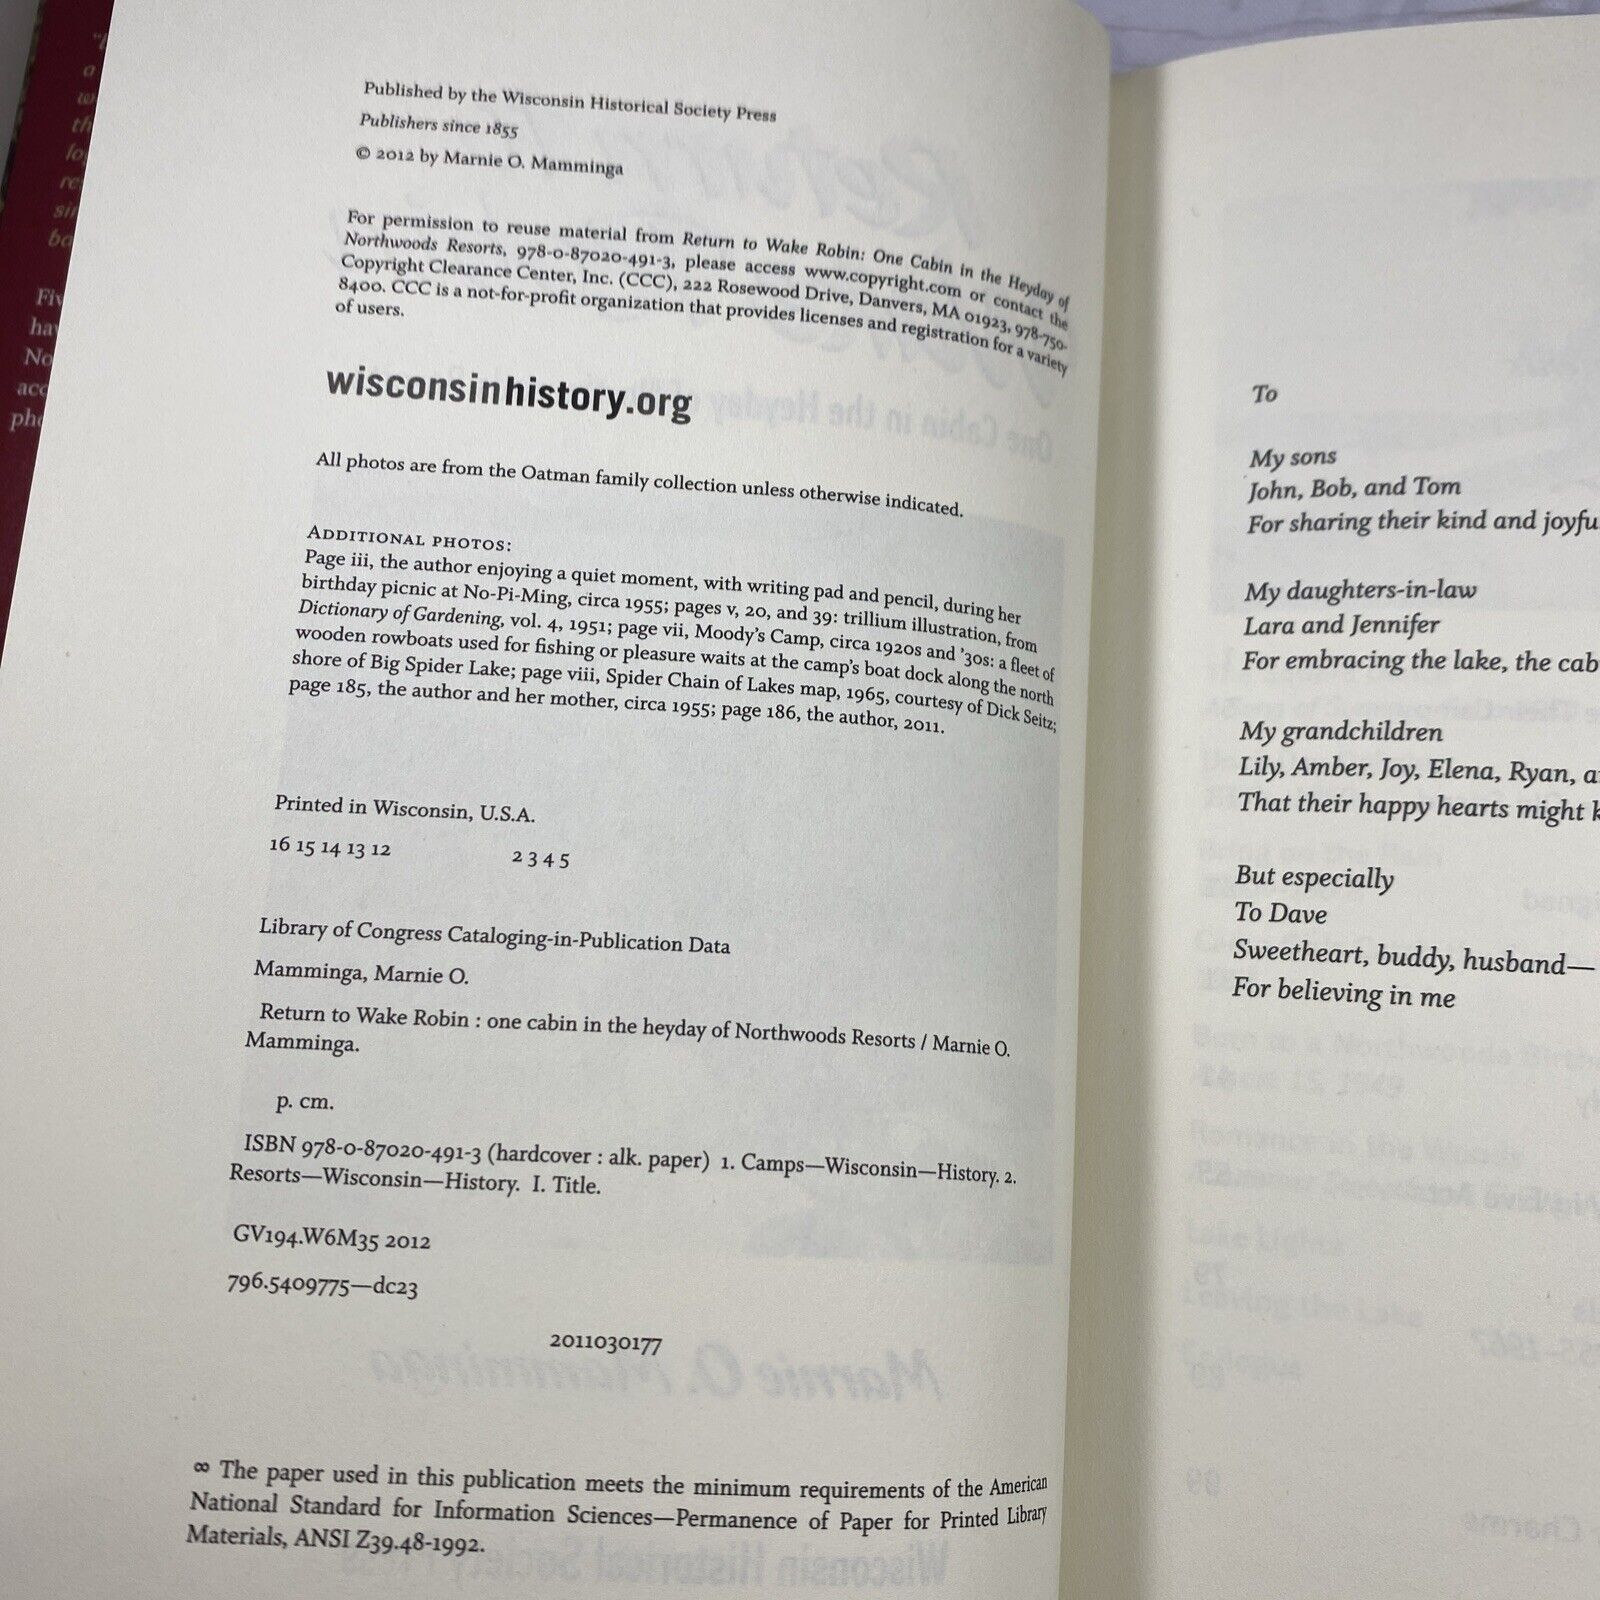 Published by the Wisconsin Historical Society Press
Publishers since 1855
© 2012 by Marnie O. Mamminga
For permission to reuse material from Return to Wake Robin: One Cabin in the Heyday of
Northwoods Resorts, 978-0-87020-491-3, please access www.copyright.com or contact the
Copyright Clearance Center, Inc. (CCC), 222 Rosewood Drive, Danvers, MA 01923, 978-750-
8400. CCC is a not-for-profit organization that provides licenses and registration for a variety
of users.
wisconsinhistory.org
All photos are from the Oatman family collection unless otherwise indicated.
ADDITIONAL PHOTOS:
Page iii, the author enjoying a quiet moment, with writing pad and pencil, during her
birthday picnic at No-Pi-Ming, circa 1955; pages v, 20, and 39: trillium illustration, from
Dictionary of Gardening, vol. 4, 1951; page vii, Moody's Camp, circa 1920s and '30s: a fleet of
wooden rowboats used for fishing or pleasure waits at the camp's boat dock along the north
shore of Big Spider Lake; page viii, Spider Chain of Lakes map, 1965, courtesy of Dick Seitz;
page 185, the author and her mother, circa 1955; page 186, the author, 2011.
Printed in Wisconsin, U.S.A.
16 15 14 13 12 2 3 4 5
Library of Congress Cataloging-in-Publication Data
Mamminga, Marnie O.
Return to Wake Robin : one cabin in the heyday of Northwoods Resorts / Marnie O.
Mamminga.
p. cm.
ISBN 978-0-87020-491-3 (hardcover : alk. paper) 1. Camps—Wisconsin—History. 2.
Resorts—Wisconsin—History. I. Title.
GV194.W6M35 2012
796.5409775—dc23
2011030177
∞ The paper used in this publication meets the minimum requirements of the American
National Standard for Information Sciences—Permanence of Paper for Printed Library
Materials, ANSI Z39.48-1992.
To
My sons
John, Bob, and Tom
For sharing their kind and joyfu
My daughters-in-law
Lara and Jennifer
For embracing the lake, the cab
My grandchildren
Lily, Amber, Joy, Elena, Ryan, a
That their happy hearts might k
But especially
To Dave
Sweetheart, buddy, husband—
For believing in me